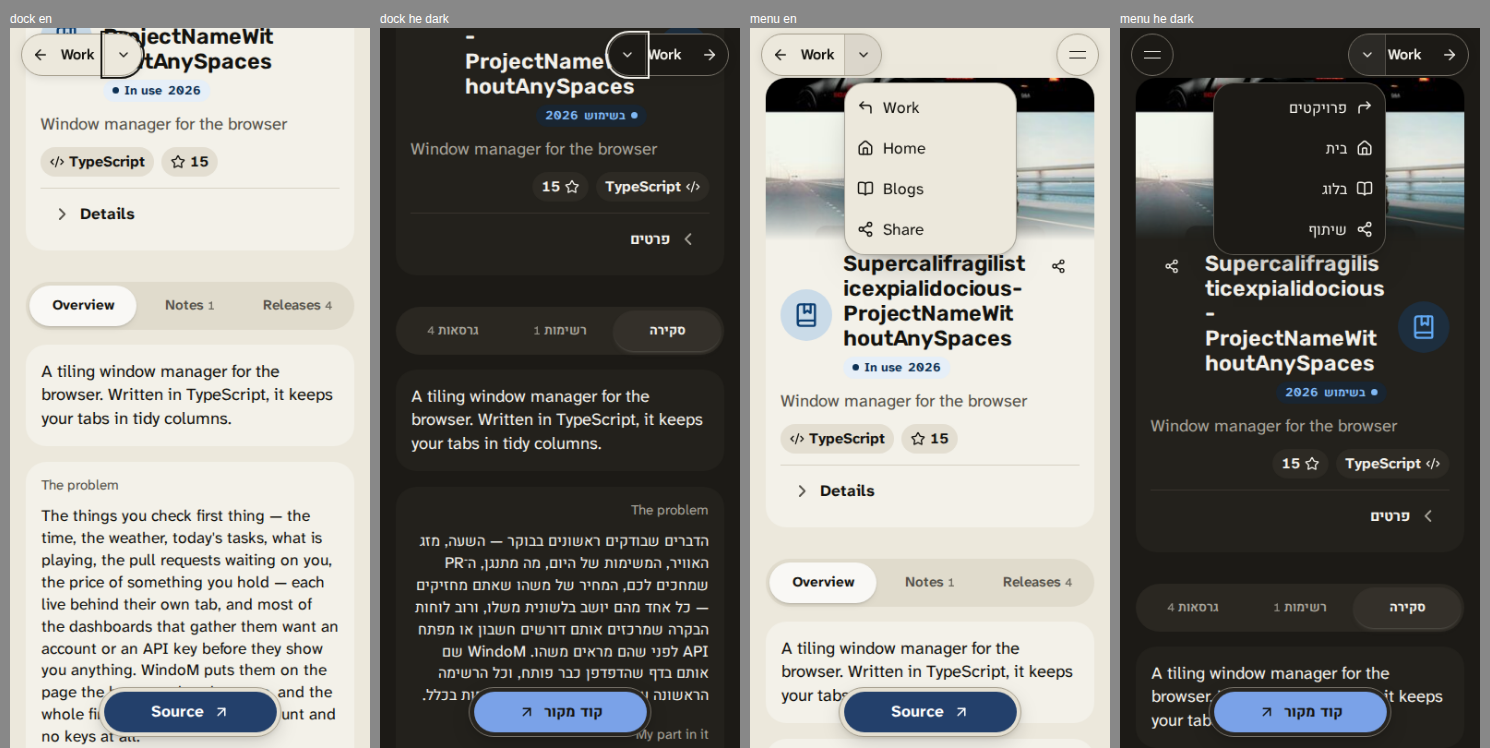 dock en
Work
ProjectNameWit
houtAnySpaces
In use 2026
Window manager for the browser
TypeScript
15
Details
Overview
Notes 1
Releases 4
A tiling window manager for the
browser. Written in TypeScript, it keeps
your tabs in tidy columns.
The problem
The things you check first thing — the
time, the weather, today's tasks, what is
playing, the pull requests waiting on you,
the price of something you hold — each
live behind their own tab, and most of
the dashboards that gather them want an
account or an API key before they show
you anything. WindoM puts them on the
page the
and the
whole
and
no keys at all.
Source
dock he dark
Work
-
ProjectName
houtAnySpaces
בשימוש 2026
Window manager for the browser
TypeScript
15
פרטים
סקירה
רשימות 1
גרסאות 4
A tiling window manager for the
browser. Written in TypeScript, it keeps
your tabs in tidy columns.
The problem
הדברים שבודקים ראשונים בבוקר — השעה, מזג
האוויר, המשימות של היום, מה מתנגן, ה־PR
שמחכים לכם, המחיר של משהו שאתם מחזיקים
— כל אחד מהם יושב בלשונית משלו, ורוב לוחות
הבקרה שמרכזים אותם דורשים חשבון או מפתח
API לפני שהם מראים משהו. WindoM שם
אותם בדף שהדפדפן כבר פותח, וכל הרשימה
הראשונה
בכלל.
קוד מקור
My part in it
menu en
Work
Work
Home
Blogs
Share
Supercalifragilist
icexpialidocious-
ProjectNameWit
houtAnySpaces
In use 2026
Window manager for the browser
TypeScript
15
Details
Overview
Notes 1
Releases 4
A tiling window manager for the
browser. Written in TypeScript, it keeps
your
Source
menu he dark
Work
פרויקטים
בית
בלוג
שיתוף
Supercalifragilis
ticexpialidocious
-
ProjectNameWit
houtAnySpaces
בשימוש 2026
Window manager for the browser
TypeScript
15
פרטים
סקירה
רשימות 1
גרסאות 4
A tiling window manager for the
browser.
it keeps
your
קוד מקור